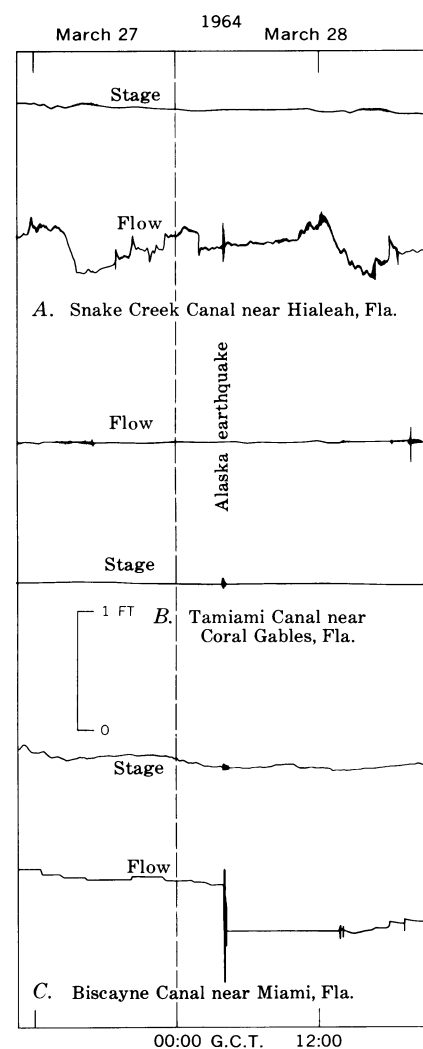 1964
March 27 March 28
Stage
Flow
A. Snake Creek Canal near Hialeah, Fla.
Alaska earthquake
Flow
Stage
1 FT
0
B. Tamiami Canal near
Coral Gables, Fla.
Stage
Flow
C. Biscayne Canal near Miami, Fla.
00:00 G.C.T. 12:00